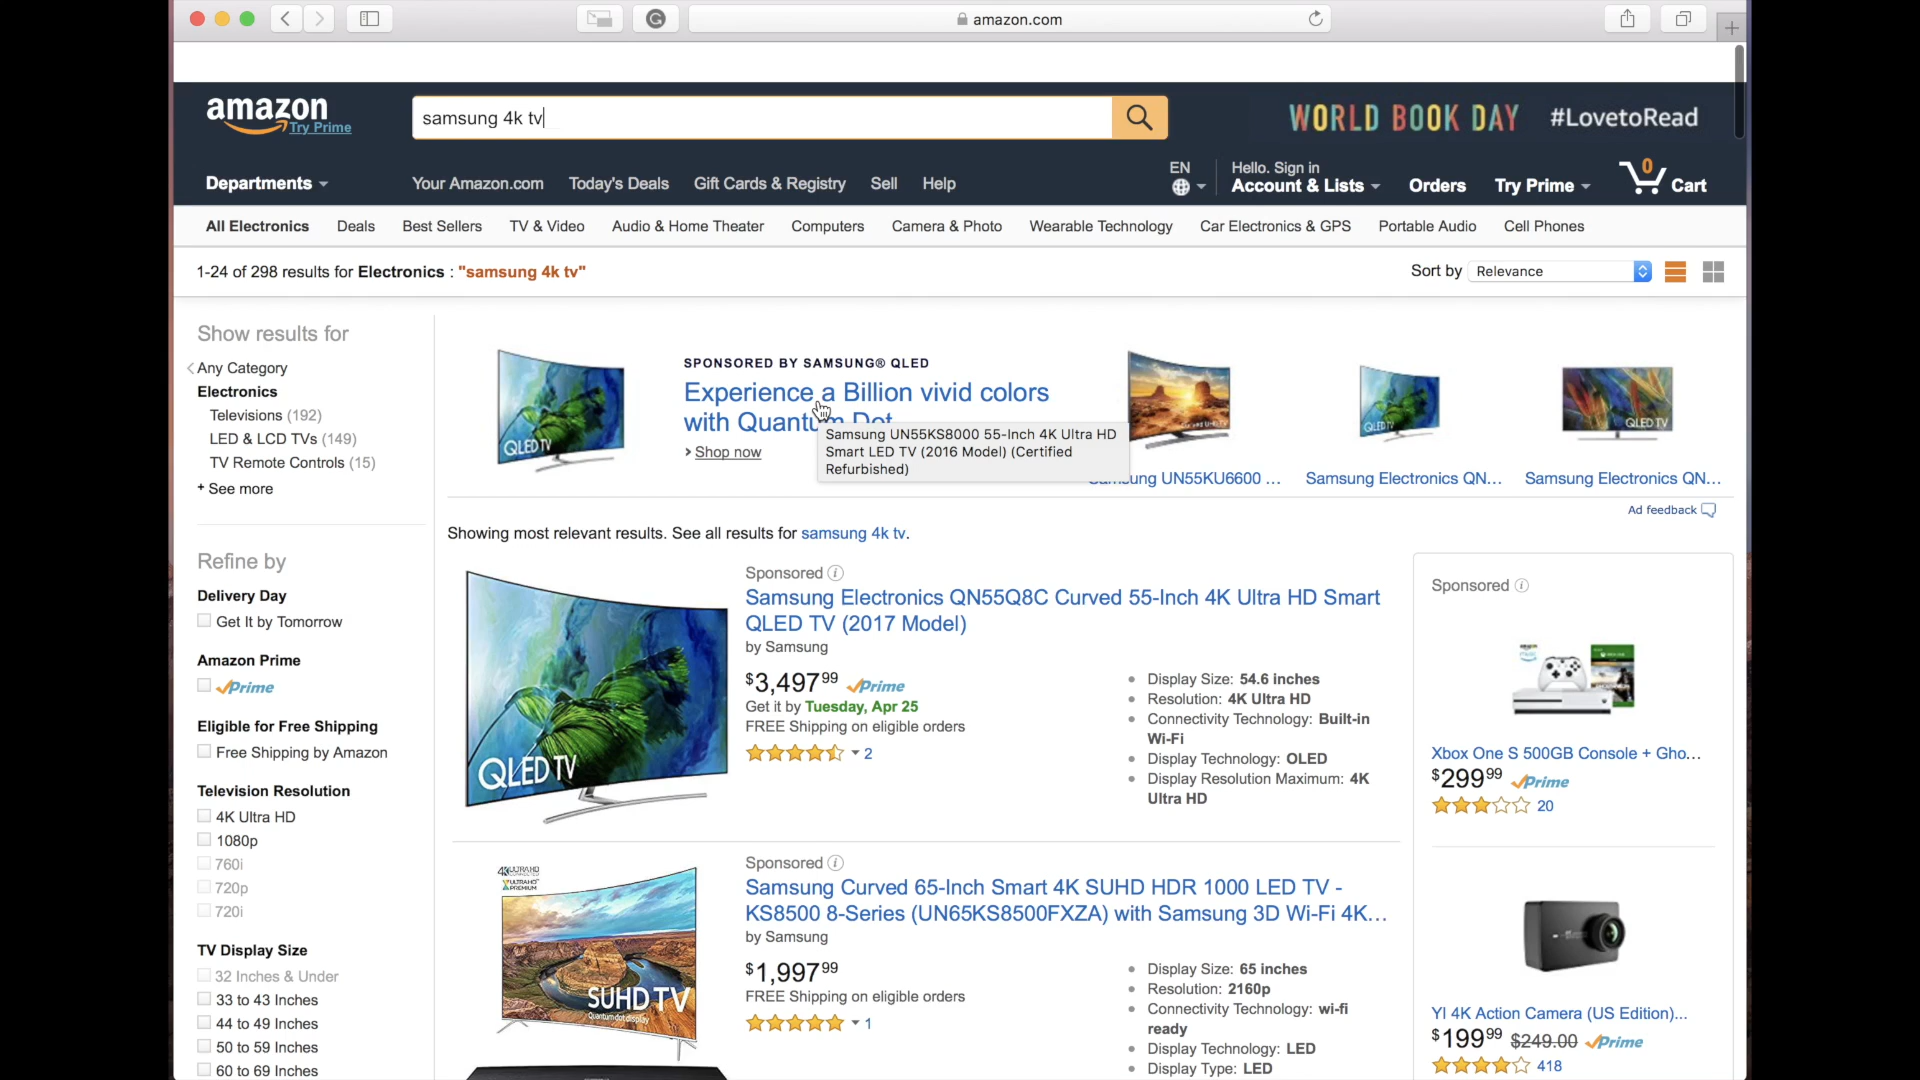 amazon.com
amazon
Try Prime
samsung 4k tv
WORLD BOOK DAY #LovetoRead
Departments
Your Amazon.com Today's Deals Gift Cards & Registry Sell Help
EN
Hello. Sign in
Account & Lists
Orders
Try Prime
0
Cart
All Electronics Deals Best Sellers TV & Video Audio & Home Theater Computers Camera & Photo Wearable Technology Car Electronics & GPS Portable Audio Cell Phones
1-24 of 298 results for Electronics : "samsung 4k tv"
Sort by Relevance
Show results for
Any Category
Electronics
Televisions (192)
LED & LCD TVs (149)
TV Remote Controls (15)
+ See more
Refine by
Delivery Day
Get It by Tomorrow
Amazon Prime
Prime
Eligible for Free Shipping
Free Shipping by Amazon
Television Resolution
4K Ultra HD
1080p
760i
720p
720i
TV Display Size
32 Inches & Under
33 to 43 Inches
44 to 49 Inches
50 to 59 Inches
60 to 69 Inches
QLED TV
SPONSORED BY SAMSUNG® QLED
Experience a Billion vivid colors
with Quantum Dot
Shop now
Samsung UN55KS8000 55-Inch 4K Ultra HD
Smart LED TV (2016 Model) (Certified
Refurbished)
UN55KU6600 ...
QLED TV
Samsung Electronics QN...
QLED TV
Samsung Electronics QN...
Ad feedback
Showing most relevant results. See all results for samsung 4k tv.
QLED TV
Sponsored
Samsung Electronics QN55Q8C Curved 55-Inch 4K Ultra HD Smart
QLED TV (2017 Model)
by Samsung
$3,497.99 Prime
Get it by Tuesday, Apr 25
FREE Shipping on eligible orders
2
Display Size: 54.6 inches
Resolution: 4K Ultra HD
Connectivity Technology: Built-in
Wi-Fi
Display Technology: OLED
Display Resolution Maximum: 4K
Ultra HD
SUHD TV
Quantum dot display
Sponsored
Samsung Curved 65-Inch Smart 4K SUHD HDR 1000 LED TV -
KS8500 8-Series (UN65KS8500FXZA) with Samsung 3D Wi-Fi 4K...
by Samsung
$1,997.99
FREE Shipping on eligible orders
1
Display Size: 65 inches
Resolution: 2160p
Connectivity Technology: wi-fi
ready
Display Technology: LED
Display Type: LED
Sponsored
Xbox One S 500GB Console + Gho...
$299.99 Prime
20
YI 4K Action Camera (US Edition)...
$199.99 $249.00 Prime
418